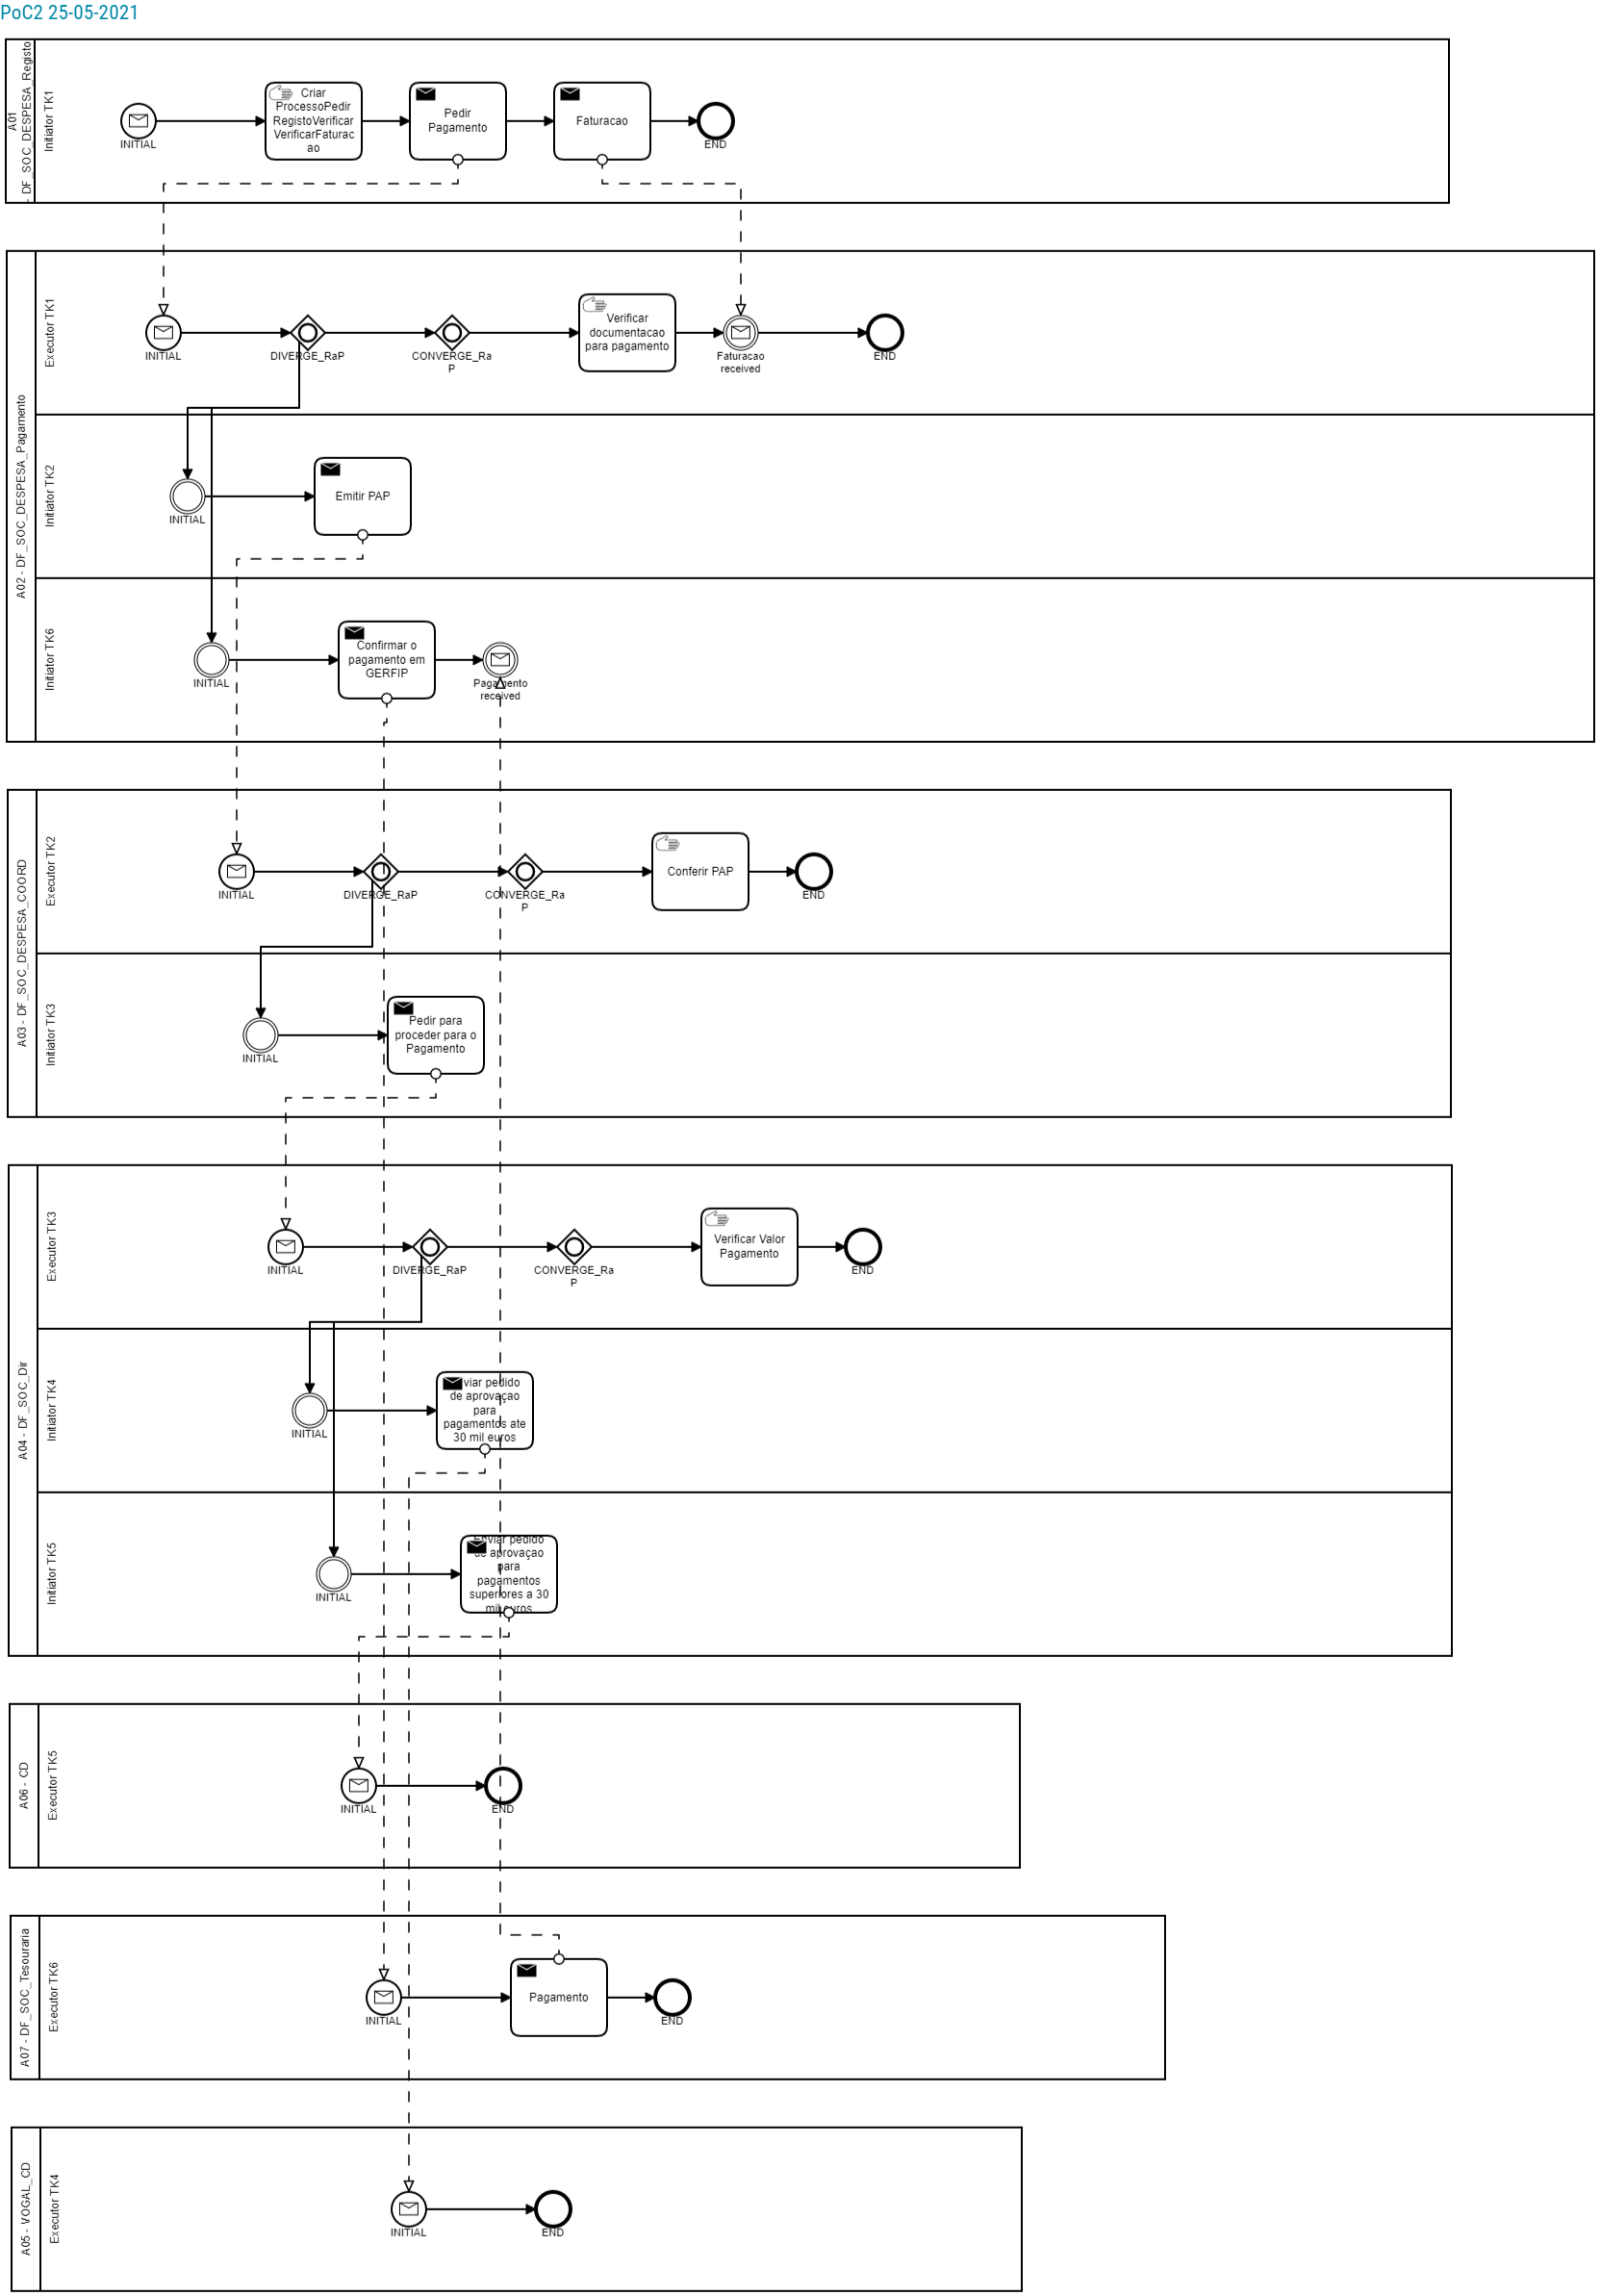 PoC2 25-05-2021
A01
- DF_SOC_DESPESA_Registo
Initiator TK1
INITIAL
Criar
ProcessoPedir
RegistoVerificar
VerificarFaturac
ao
Pedir
Pagamento
Faturacao
END
A02 - DF_SOC_DESPESA_Pagamento
Executor TK1
INITIAL
DIVERGE_RaP
CONVERGE_Ra
P
Verificar
documentacao
para pagamento
Faturacao
received
END
Initiator TK2
INITIAL
Emitir PAP
Initiator TK6
INITIAL
Confirmar o
pagamento em
GERFIP
Pagamento
received
A03 - DF_SOC_DESPESA_COORD
Executor TK2
INITIAL
DIVERGE_RaP
CONVERGE_Ra
P
Conferir PAP
END
Initiator TK3
INITIAL
Pedir para
proceder para o
Pagamento
A04 - DF_SOC_Dir
Executor TK3
INITIAL
DIVERGE_RaP
CONVERGE_Ra
P
Verificar Valor
Pagamento
END
Initiator TK4
INITIAL
viar pedido
de aprovaçao
para
pagamentos ate
30 mil euros
Initiator TK5
INITIAL
Enviar pedido
de aprovaçao
para
pagamentos
superiores a 30
mil euros
A06 - CD
Executor TK5
INITIAL
END
A07 - DF_SOC_Tesouraria
Executor TK6
INITIAL
Pagamento
END
A05 - VOGAL_CD
Executor TK4
INITIAL
END